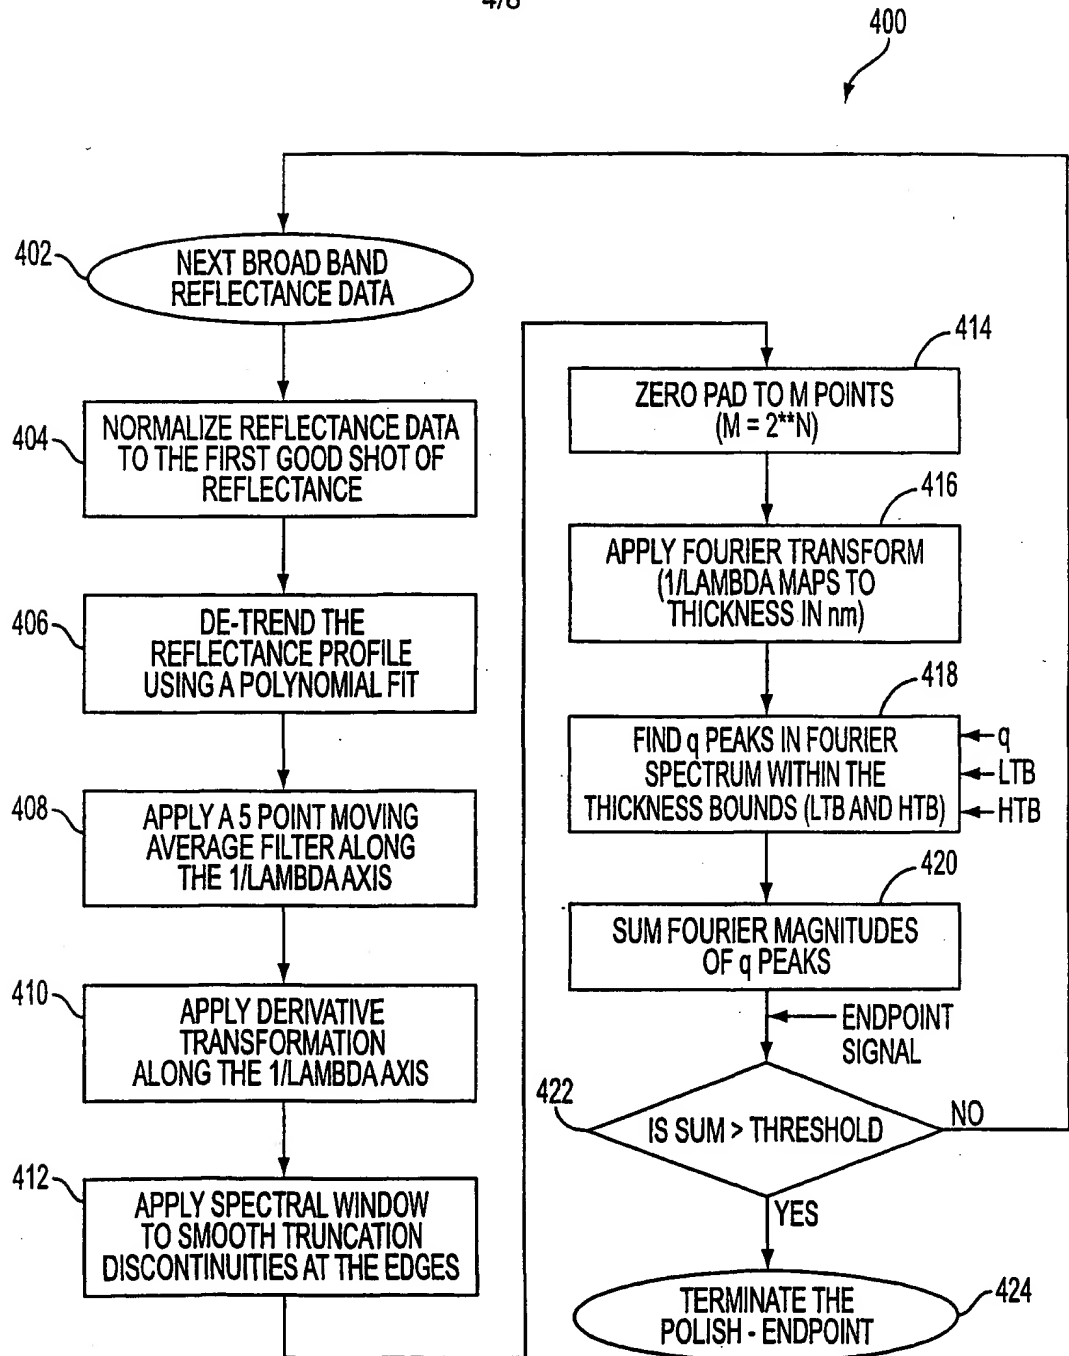 400
402
NEXT BROAD BAND
REFLECTANCE DATA
404
NORMALIZE REFLECTANCE DATA
TO THE FIRST GOOD SHOT OF
REFLECTANCE
406
DE-TREND THE
REFLECTANCE PROFILE
USING A POLYNOMIAL FIT
408
APPLY A 5 POINT MOVING
AVERAGE FILTER ALONG
THE 1/LAMBDA AXIS
410
APPLY DERIVATIVE
TRANSFORMATION
ALONG THE 1/LAMBDA AXIS
412
APPLY SPECTRAL WINDOW
TO SMOOTH TRUNCATION
DISCONTINUITIES AT THE EDGES
414
ZERO PAD TO M POINTS
(M = 2**N)
416
APPLY FOURIER TRANSFORM
(1/LAMBDA MAPS TO
THICKNESS IN nm)
418
FIND q PEAKS IN FOURIER
SPECTRUM WITHIN THE
THICKNESS BOUNDS (LTB AND HTB)
q
LTB
HTB
420
SUM FOURIER MAGNITUDES
OF q PEAKS
ENDPOINT
SIGNAL
422
IS SUM > THRESHOLD
NO
YES
424
TERMINATE THE
POLISH - ENDPOINT